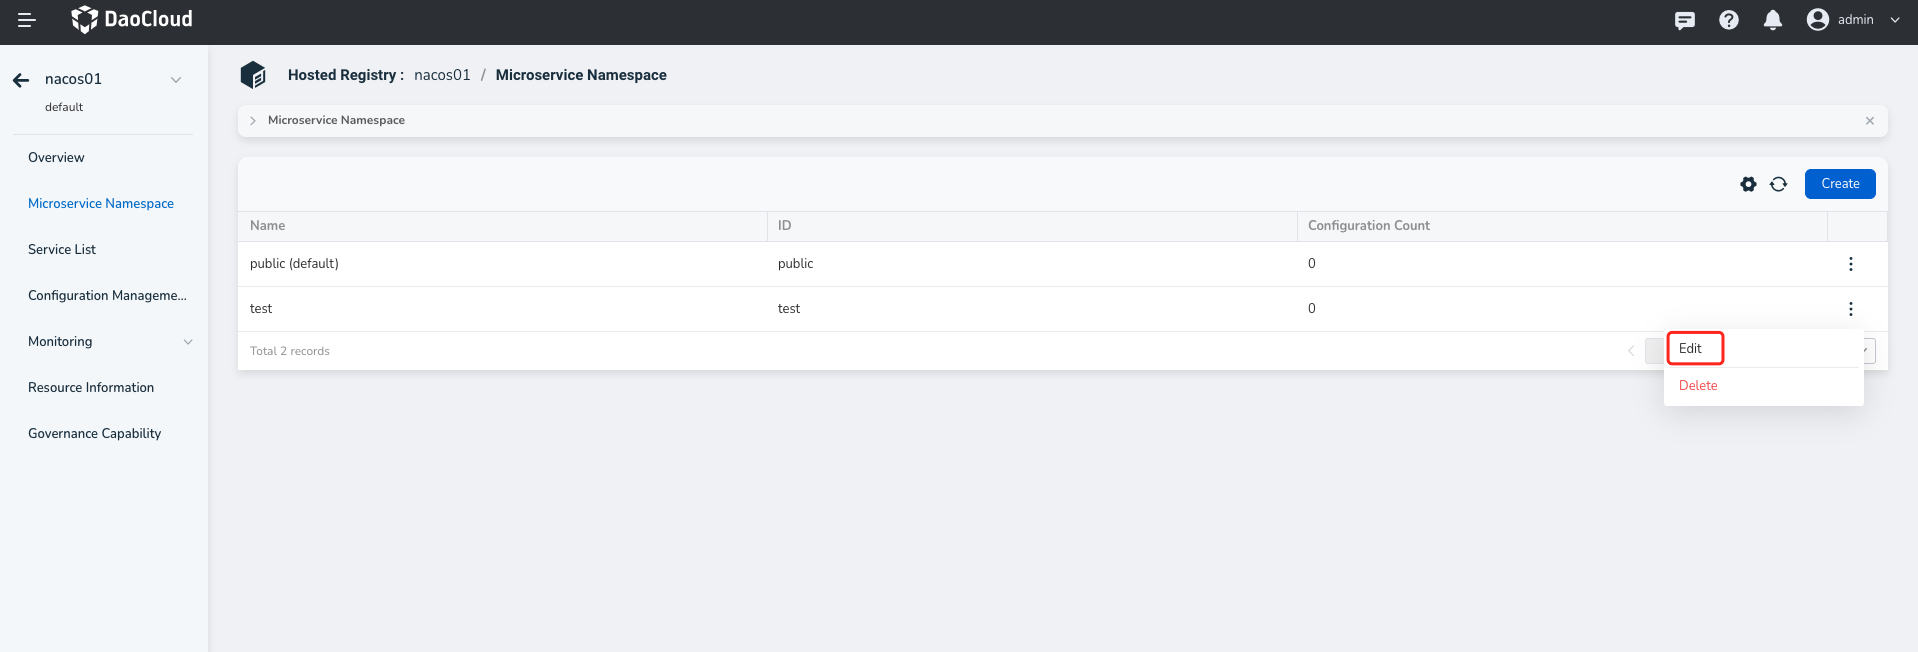 DaoCloud
admin
nacos01
default
Overview
Microservice Namespace
Service List
Configuration Manageme...
Monitoring
Resource Information
Governance Capability
Hosted Registry : nacos01 / Microservice Namespace
Microservice Namespace
Create
Name ID Configuration Count
public (default) public 0
test test 0
Total 2 records
Edit
Delete